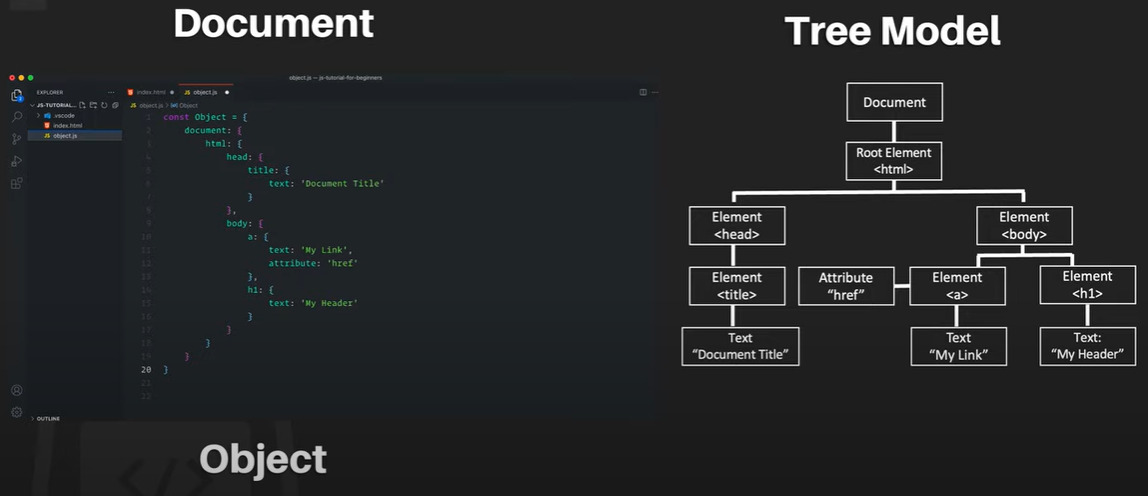 Document
Tree Model
object.js — js-tutorial-for-beginners
EXPLORER
JS-TUTORIAL...
.vscode
index.html
JS object.js
OUTLINE
index.html
JS object.js
JS object.js > Object
1 const Object = {
2 document: {
3 html: {
4 head: {
5 title: {
6 text: 'Document Title'
7 }
8 },
9 body: {
10 a: {
11 text: 'My Link',
12 attribute: 'href'
13 },
14 h1: {
15 text: 'My Header'
16 }
17 }
18 }
19 }
20 }
21
22
Object
Document
Root Element
<html>
Element
<head>
Element
<body>
Element
<title>
Attribute
“href”
Element
<a>
Element
<h1>
Text
“Document Title”
Text
“My Link”
Text:
“My Header”
</>